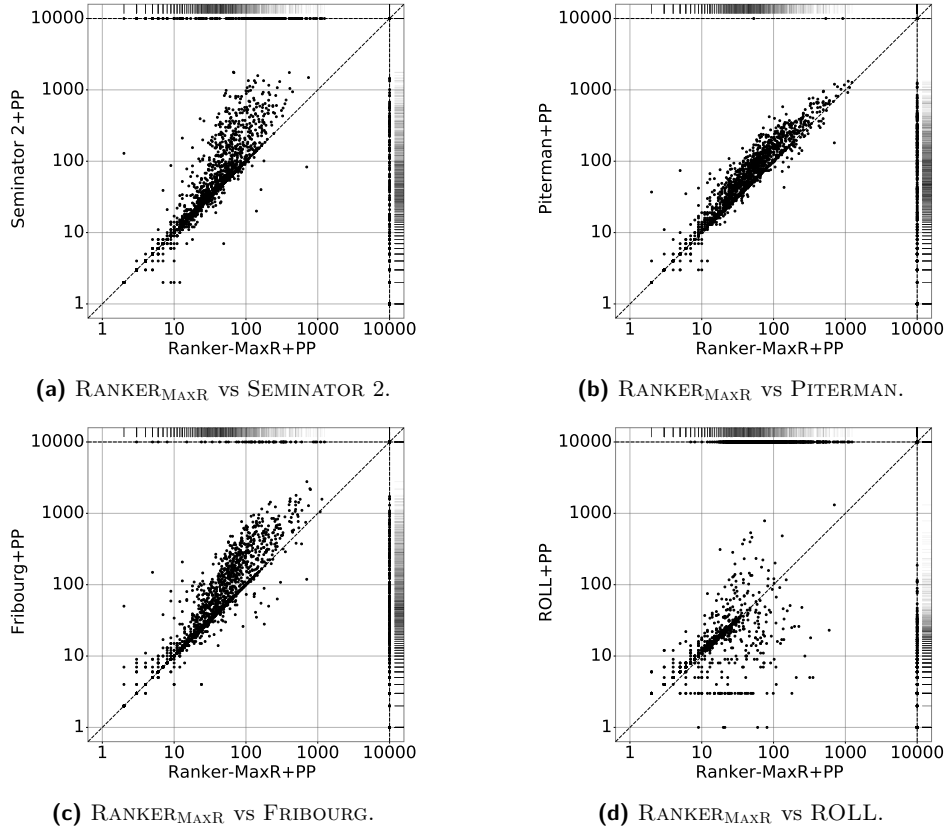 10000
1000
100
10
1
Seminator 2+PP
1 10 100 1000 10000
Ranker-MaxR+PP
(a) RANKERMAXR vs SEMINATOR 2.
10000
1000
100
10
1
Piterman+PP
1 10 100 1000 10000
Ranker-MaxR+PP
(b) RANKERMAXR vs PITERMAN.
10000
1000
100
10
1
Fribourg+PP
1 10 100 1000 10000
Ranker-MaxR+PP
(c) RANKERMAXR vs FRIBOURG.
10000
1000
100
10
1
ROLL+PP
1 10 100 1000 10000
Ranker-MaxR+PP
(d) RANKERMAXR vs ROLL.